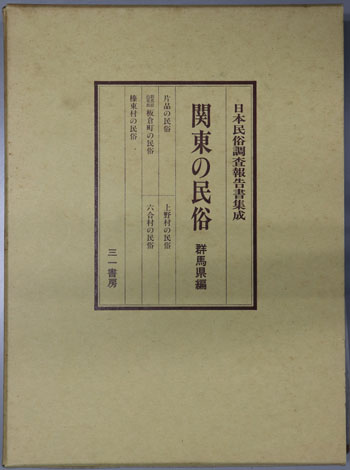 日本民俗調査報告書集成
関東の民俗
群馬県編
片品の民俗
上野村の民俗
板倉町の民俗
六合村の民俗
榛東村の民俗
三一書房